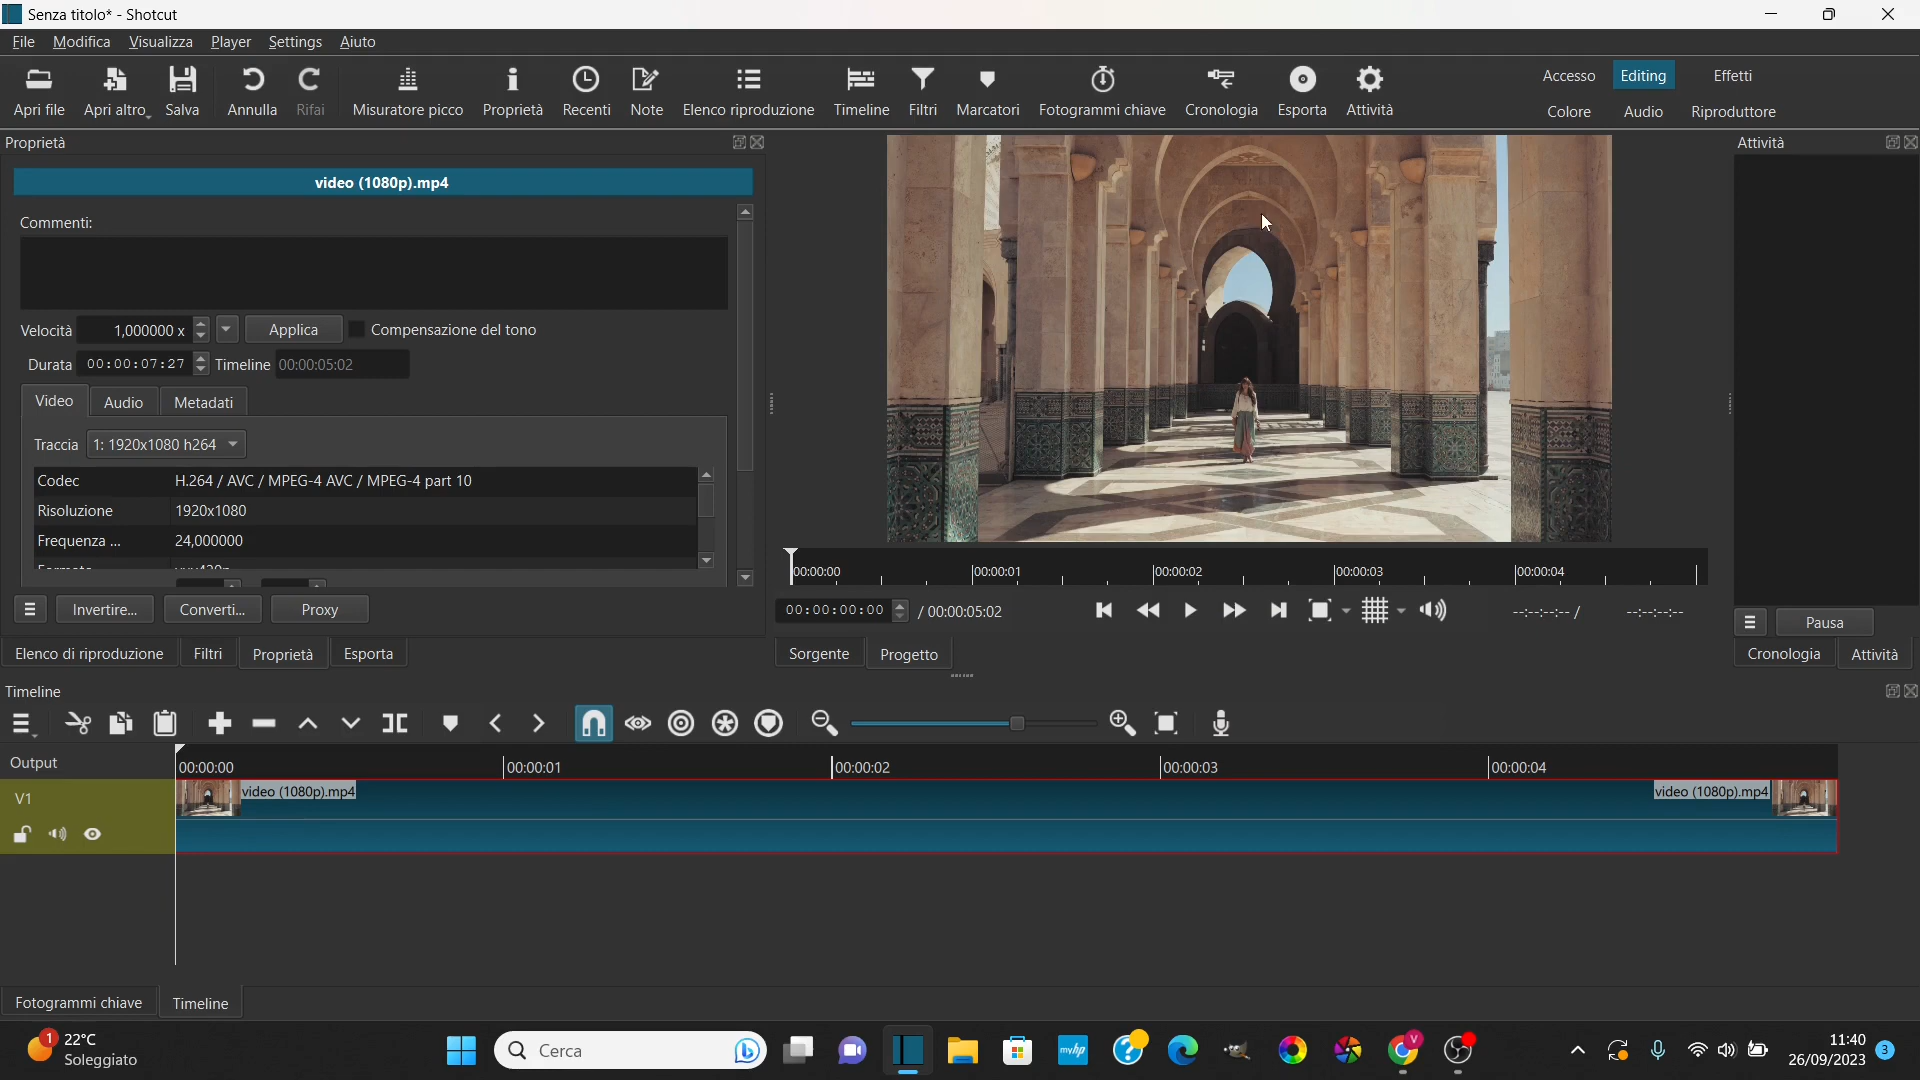 Senza titolo* - Shotcut
File Modifica Visualizza Player Settings Aiuto
Apri file Apri altro Salva Annulla Rifai Misuratore picco Proprietà Recenti Note Elenco riproduzione Timeline Filtri Marcatori Fotogrammi chiave Cronologia Esporta Attività
Accesso Editing Effetti
Colore Audio Riproduttore
Proprietà
video (1080p).mp4
Commenti:
Velocità 1,000000 x Applica Compensazione del tono
Durata 00:00:07:27 Timeline 00:00:05:02
Video Audio Metadati
Traccia 1: 1920x1080 h264
Codec H.264 / AVC / MPEG-4 AVC / MPEG-4 part 10
Risoluzione 1920x1080
Frequenza ... 24,000000
Invertire... Converti... Proxy
Elenco di riproduzione Filtri Proprietà Esporta
00:00:00 00:00:01 00:00:02 00:00:03 00:00:04
00:00:00:00 / 00:00:05:02 --:--:--:-- / --:--:--:--
Sorgente Progetto
Attività
Pausa
Cronologia Attività
Timeline
Output 00:00:00 00:00:01 00:00:02 00:00:03 00:00:04
V1 video (1080p).mp4 video (1080p).mp4
Fotogrammi chiave Timeline
1 22°C
Soleggiato
Cerca
myhp
V
11:40
26/09/2023 3